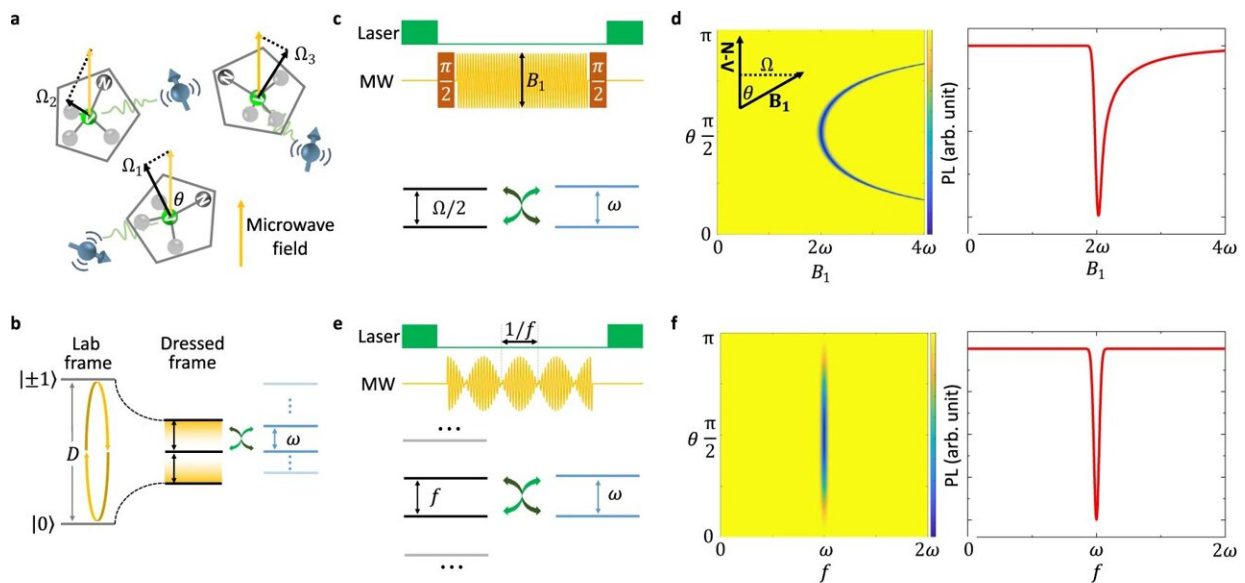 a
Ω₂
Ω₃
Ω₁
θ
N
N
N
Microwave
field
b
Lab
frame
Dressed
frame
|±1⟩
D
ω
|0⟩
c
Laser
MW
π/2
B₁
π/2
Ω/2
ω
d
π
θ π/2
0
N-V
Ω
θ
B₁
0
2ω
4ω
B₁
PL (arb. unit)
0
2ω
4ω
B₁
e
Laser
1/f
MW
•••
f
ω
•••
f
π
θ π/2
0
0
ω
2ω
f
PL (arb. unit)
0
ω
2ω
f